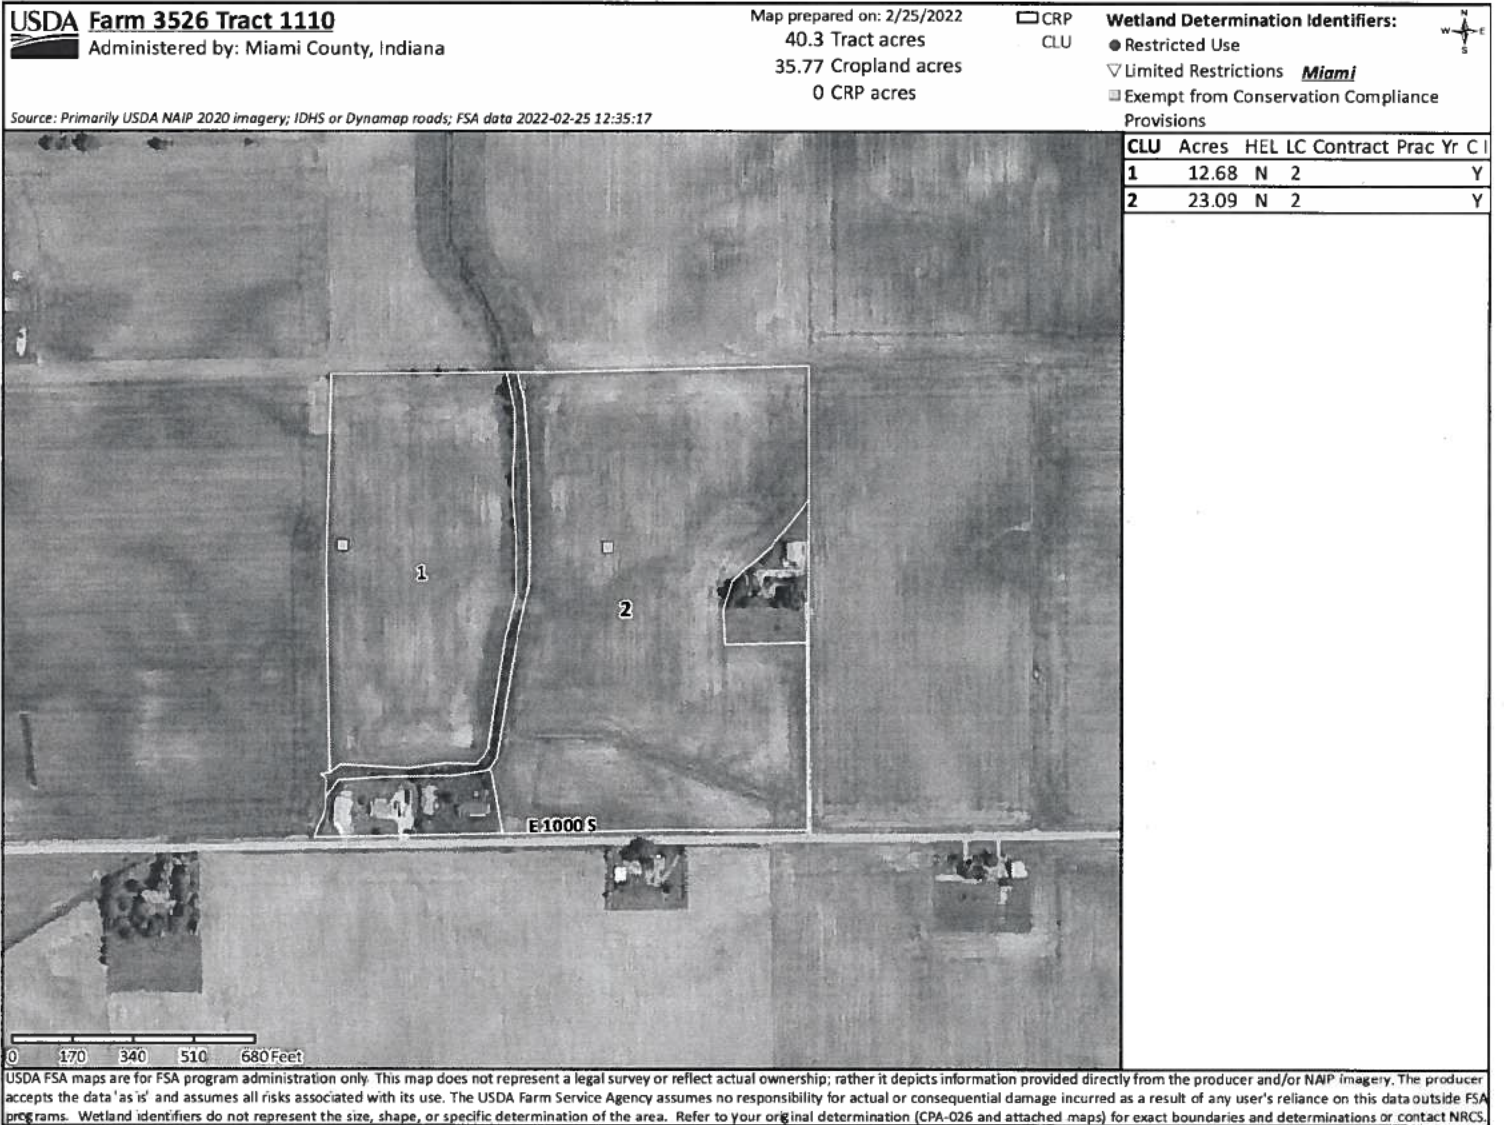 USDA Farm 3526 Tract 1110
Administered by: Miami County, Indiana
Source: Primarily USDA NAIP 2020 imagery; IDHS or Dynamap roads; FSA data 2022-02-25 12:35:17
Map prepared on: 2/25/2022
40.3 Tract acres
35.77 Cropland acres
0 CRP acres
CRP
CLU
Wetland Determination Identifiers:
Restricted Use
Limited Restrictions Miami
Exempt from Conservation Compliance
Provisions
N
W E
S
CLU Acres HEL LC Contract Prac Yr C I
1 12.68 N 2 Y
2 23.09 N 2 Y
1
2
E 1000 S
0 170 340 510 680 Feet
USDA FSA maps are for FSA program administration only. This map does not represent a legal survey or reflect actual ownership; rather it depicts information provided directly from the producer and/or NAIP imagery. The producer
accepts the data 'as is' and assumes all risks associated with its use. The USDA Farm Service Agency assumes no responsibility for actual or consequential damage incurred as a result of any user's reliance on this data outside FSA
programs. Wetland identifiers do not represent the size, shape, or specific determination of the area. Refer to your original determination (CPA-026 and attached maps) for exact boundaries and determinations or contact NRCS.